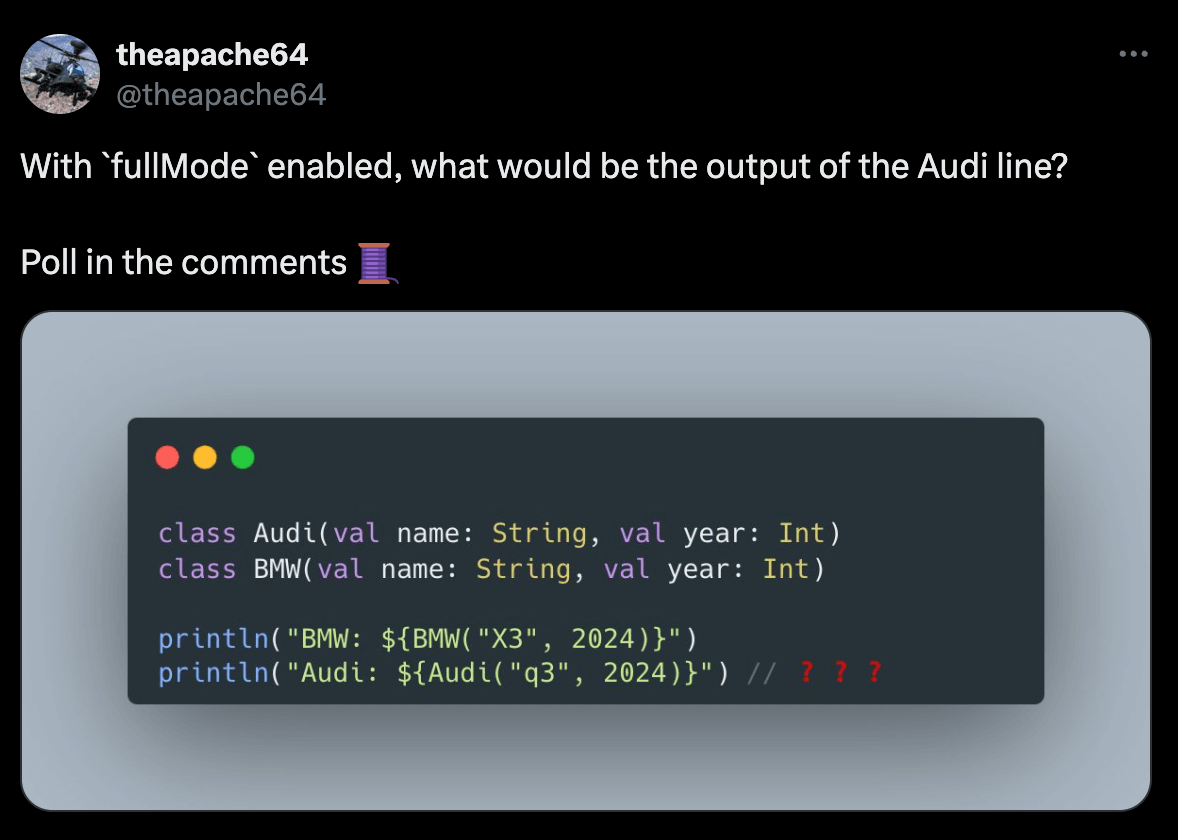 theapache64
@theapache64
With `fullMode` enabled, what would be the output of the Audi line?
Poll in the comments 🧵
class Audi(val name: String, val year: Int)
class BMW(val name: String, val year: Int)
println("BMW: ${BMW("X3", 2024)}")
println("Audi: ${Audi("q3", 2024)}") // ? ? ?